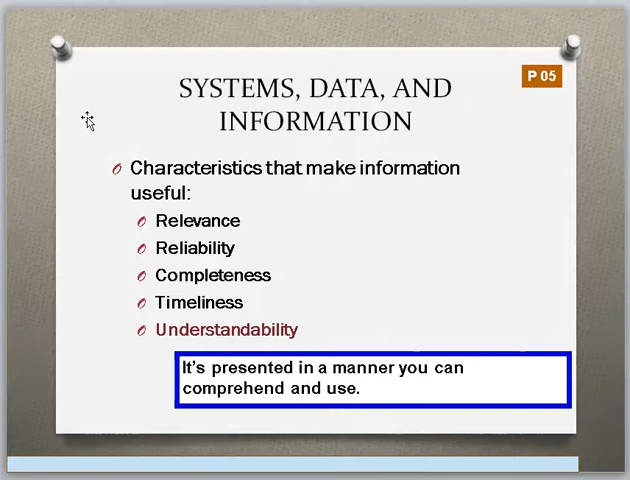 P 05
SYSTEMS, DATA, AND
INFORMATION
Characteristics that make information
useful:
Relevance
Reliability
Completeness
Timeliness
Understandability
It's presented in a manner you can
comprehend and use.